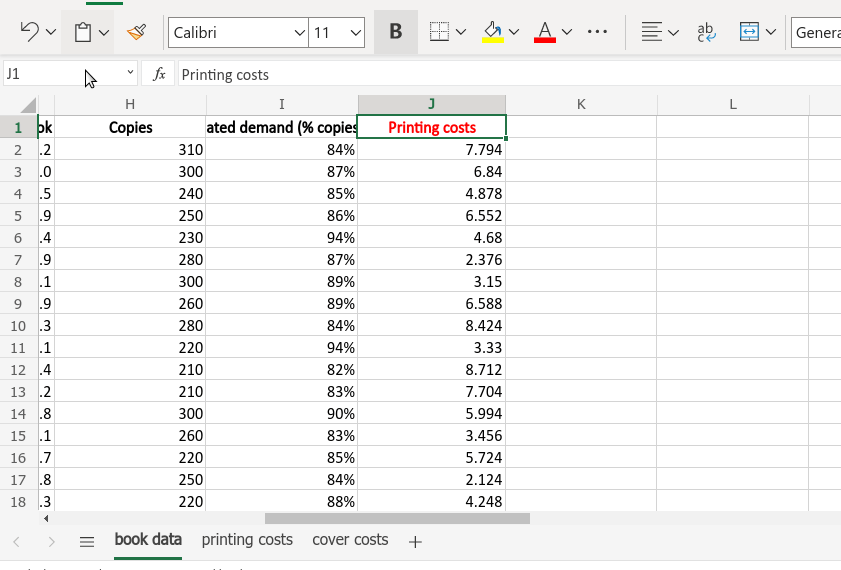 Calibri 11 B A ab c Genera
J1 fx Printing costs
H I J K L
1 ok Copies ated demand (% copies Printing costs
2 .2 310 84% 7.794
3 .0 300 87% 6.84
4 .5 240 85% 4.878
5 .9 250 86% 6.552
6 .4 230 94% 4.68
7 .9 280 87% 2.376
8 .1 300 89% 3.15
9 .9 260 89% 6.588
10 .3 280 84% 8.424
11 .1 220 94% 3.33
12 .4 210 82% 8.712
13 .2 210 83% 7.704
14 .8 300 90% 5.994
15 .1 260 83% 3.456
16 .7 220 85% 5.724
17 .8 250 84% 2.124
18 .3 220 88% 4.248
book data printing costs cover costs